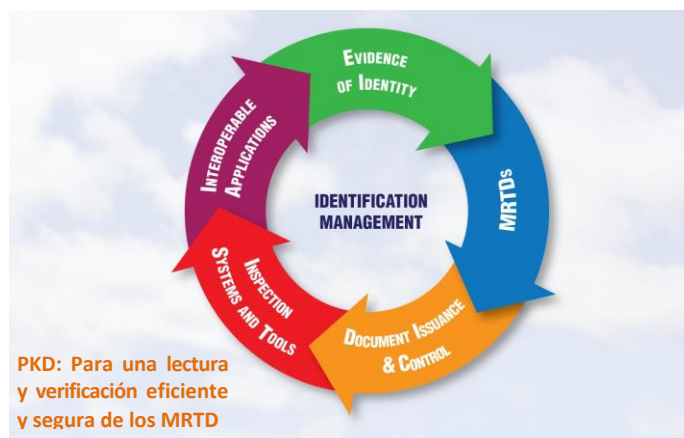 EVIDENCE
OF IDENTITY
MRTDs
DOCUMENT ISSUANCE
& CONTROL
INSPECTION
SYSTEMS AND TOOLS
INTEROPERABLE
APPLICATIONS
IDENTIFICATION
MANAGEMENT
PKD: Para una lectura
y verificación eficiente
y segura de los MRTD